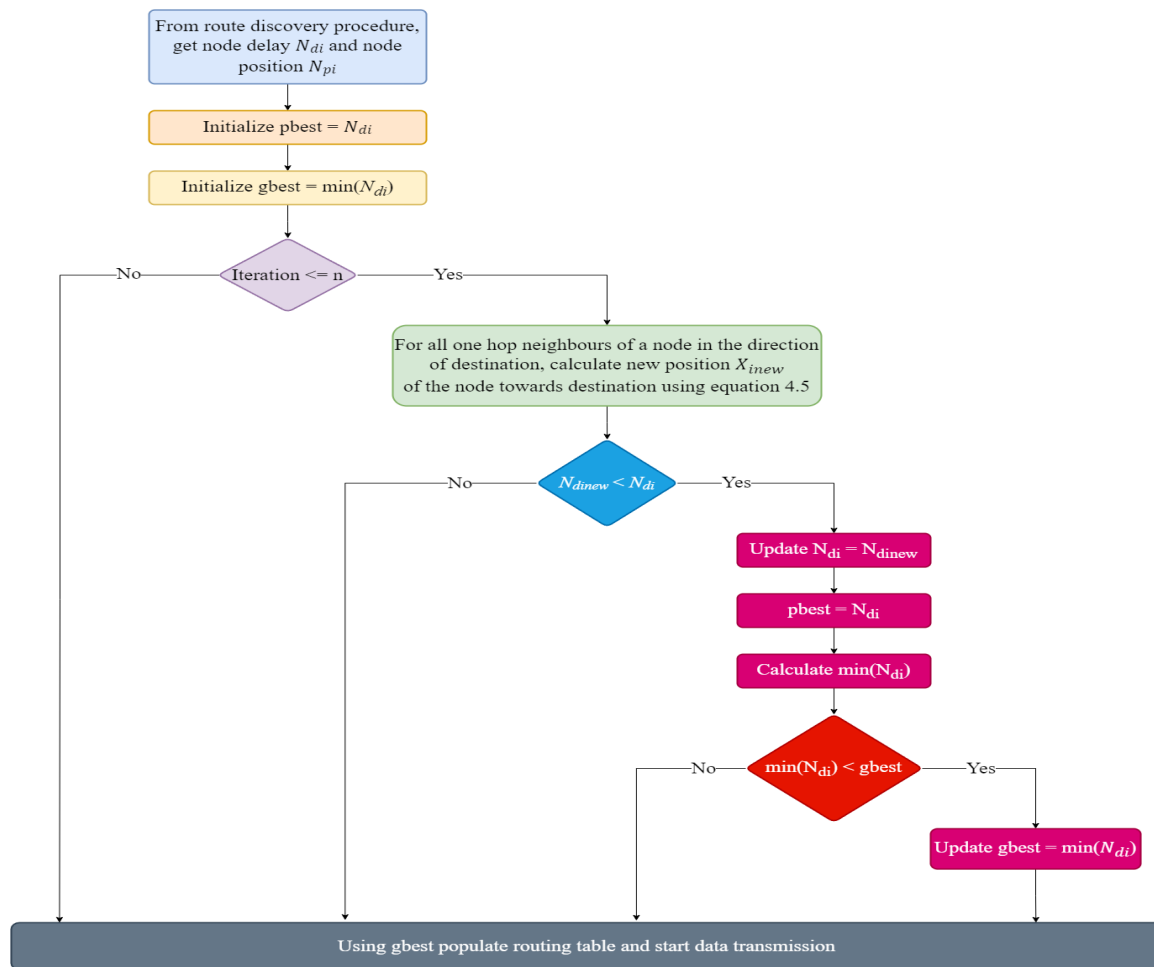 From route discovery procedure,
get node delay N_di and node
position N_pi
Initialize pbest = N_di
Initialize gbest = min(N_di)
No
Iteration <= n
Yes
For all one hop neighbours of a node in the direction
of destination, calculate new position X_inew
of the node towards destination using equation 4.5
No
N_dinew < N_di
Yes
Update N_di = N_dinew
pbest = N_di
Calculate min(N_di)
No
min(N_di) < gbest
Yes
Update gbest = min(N_di)
Using gbest populate routing table and start data transmission